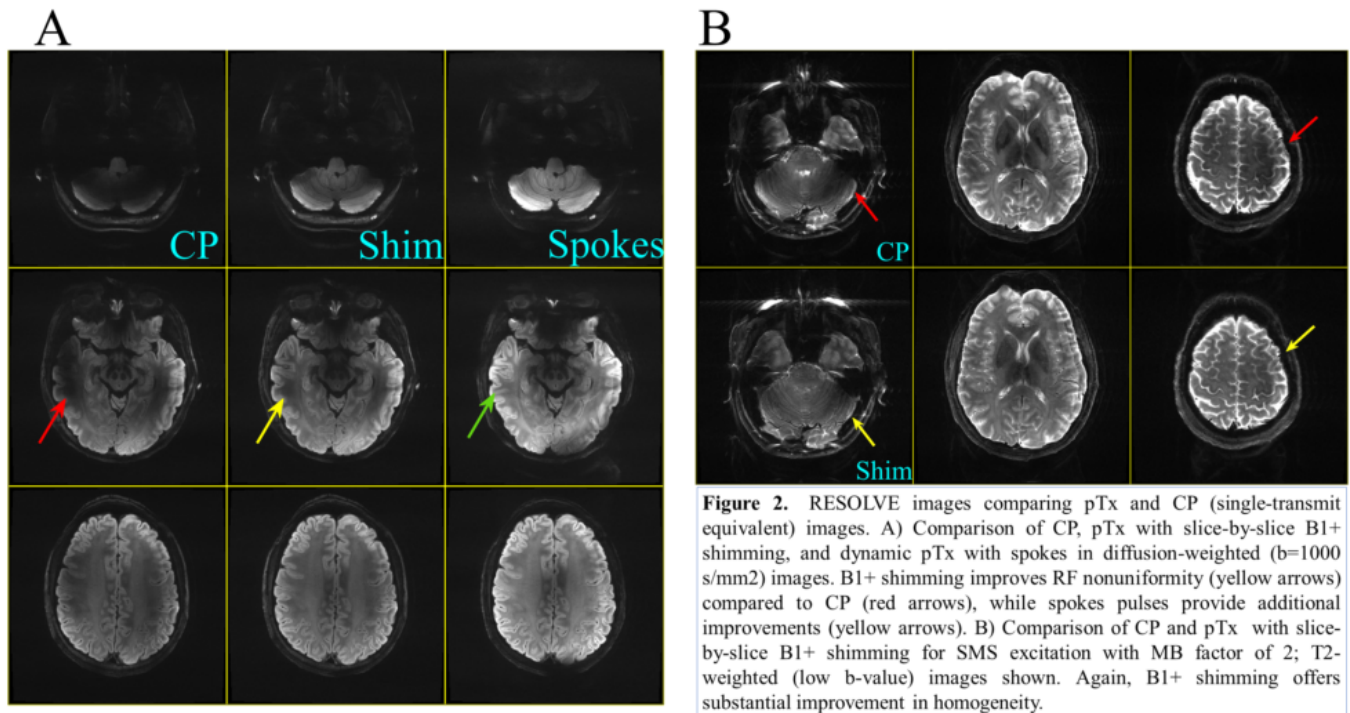 A
B
CP
Shim
Spokes
CP
Shim
Figure 2. RESOLVE images comparing pTx and CP (single-transmit
equivalent) images. A) Comparison of CP, pTx with slice-by-slice B1+
shimming, and dynamic pTx with spokes in diffusion-weighted (b=1000
s/mm2) images. B1+ shimming improves RF nonuniformity (yellow arrows)
compared to CP (red arrows), while spokes pulses provide additional
improvements (yellow arrows). B) Comparison of CP and pTx with slice-
by-slice B1+ shimming for SMS excitation with MB factor of 2; T2-
weighted (low b-value) images shown. Again, B1+ shimming offers
substantial improvement in homogeneity.